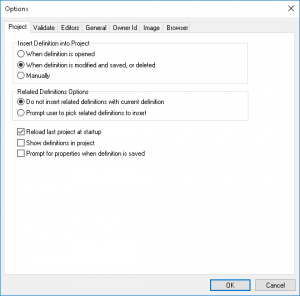 Options
Project Validate Editors General Owner Id Image Browser
Insert Definition into Project
When definition is opened
When definition is modified and saved, or deleted
Manually
Related Definitions Options
Do not insert related definitions with current definition
Prompt user to pick related definitions to insert
Reload last project at startup
Show definitions in project
Prompt for properties when definition is saved
OK Cancel